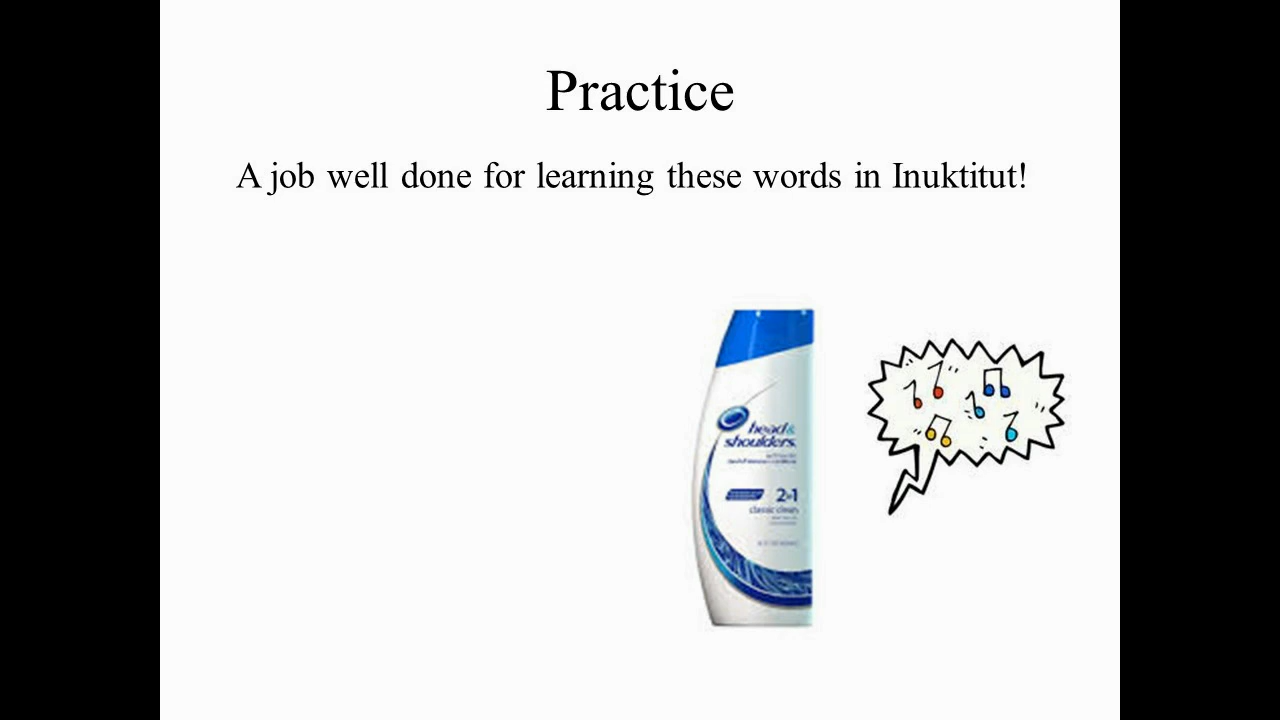 Practice
A job well done for learning these words in Inuktitut!
head&
shoulders
2in1
classic clean